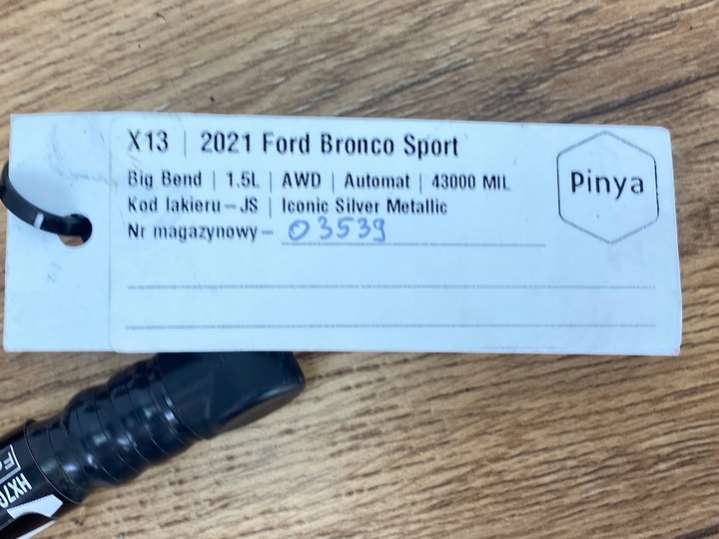 X13 | 2021 Ford Bronco Sport
Big Bend | 1.5L | AWD | Automat | 43000 MIL
Kod lakieru – JS | Iconic Silver Metallic
Nr magazynowy – 03539
Pinya
HX70